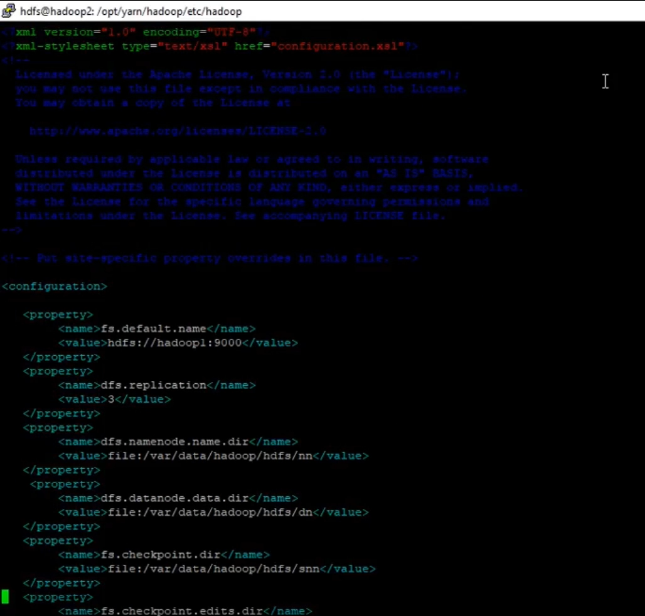 hdfs@hadoop2: /opt/yarn/hadoop/etc/hadoop
<?xml version="1.0" encoding="UTF-8"?>
<?xml-stylesheet type="text/xsl" href="configuration.xsl"?>
<!--
Licensed under the Apache License, Version 2.0 (the "License");
you may not use this file except in compliance with the License.
You may obtain a copy of the License at
http://www.apache.org/licenses/LICENSE-2.0
Unless required by applicable law or agreed to in writing, software
distributed under the License is distributed on an "AS IS" BASIS,
WITHOUT WARRANTIES OR CONDITIONS OF ANY KIND, either express or implied.
See the License for the specific language governing permissions and
limitations under the License. See accompanying LICENSE file.
-->
<!-- Put site-specific property overrides in this file. -->
<configuration>
<property>
<name>fs.default.name</name>
<value>hdfs://hadoop1:9000</value>
</property>
<property>
<name>dfs.replication</name>
<value>3</value>
</property>
<property>
<name>dfs.namenode.name.dir</name>
<value>file:/var/data/hadoop/hdfs/nn</value>
</property>
<property>
<name>dfs.datanode.data.dir</name>
<value>file:/var/data/hadoop/hdfs/dn</value>
</property>
<property>
<name>fs.checkpoint.dir</name>
<value>file:/var/data/hadoop/hdfs/snn</value>
</property>
<property>
<name>fs.checkpoint.edits.dir</name>